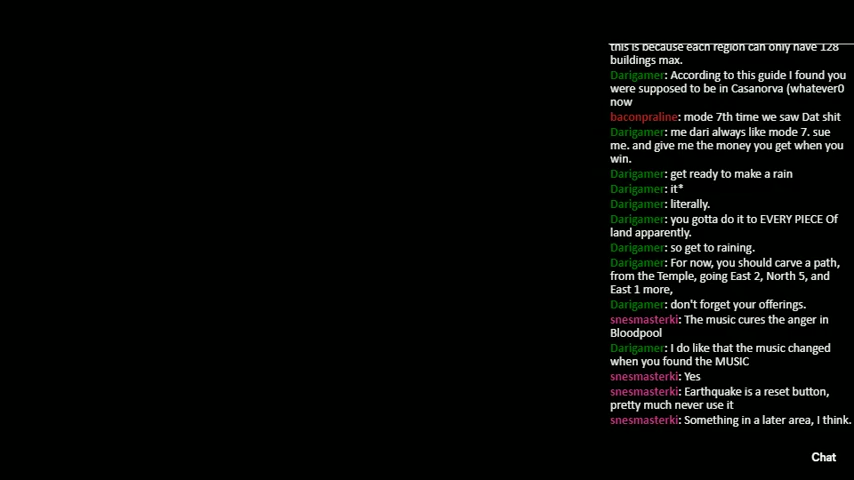 this is because each region can only have 128
buildings max.
Darigamer: According to this guide I found you
were supposed to be in Casanorva (whatever0
now
baconpraline: mode 7th time we saw Dat shit
Darigamer: me dari always like mode 7. sue
me. and give me the money you get when you
win.
Darigamer: get ready to make a rain
Darigamer: it*
Darigamer: literally.
Darigamer: you gotta do it to EVERY PIECE Of
land apparently.
Darigamer: so get to raining.
Darigamer: For now, you should carve a path,
from the Temple, going East 2, North 5, and
East 1 more,
Darigamer: don't forget your offerings.
snesmasterki: The music cures the anger in
Bloodpool
Darigamer: I do like that the music changed
when you found the MUSIC
snesmasterki: Yes
snesmasterki: Earthquake is a reset button,
pretty much never use it
snesmasterki: Something in a later area, I think.
Chat